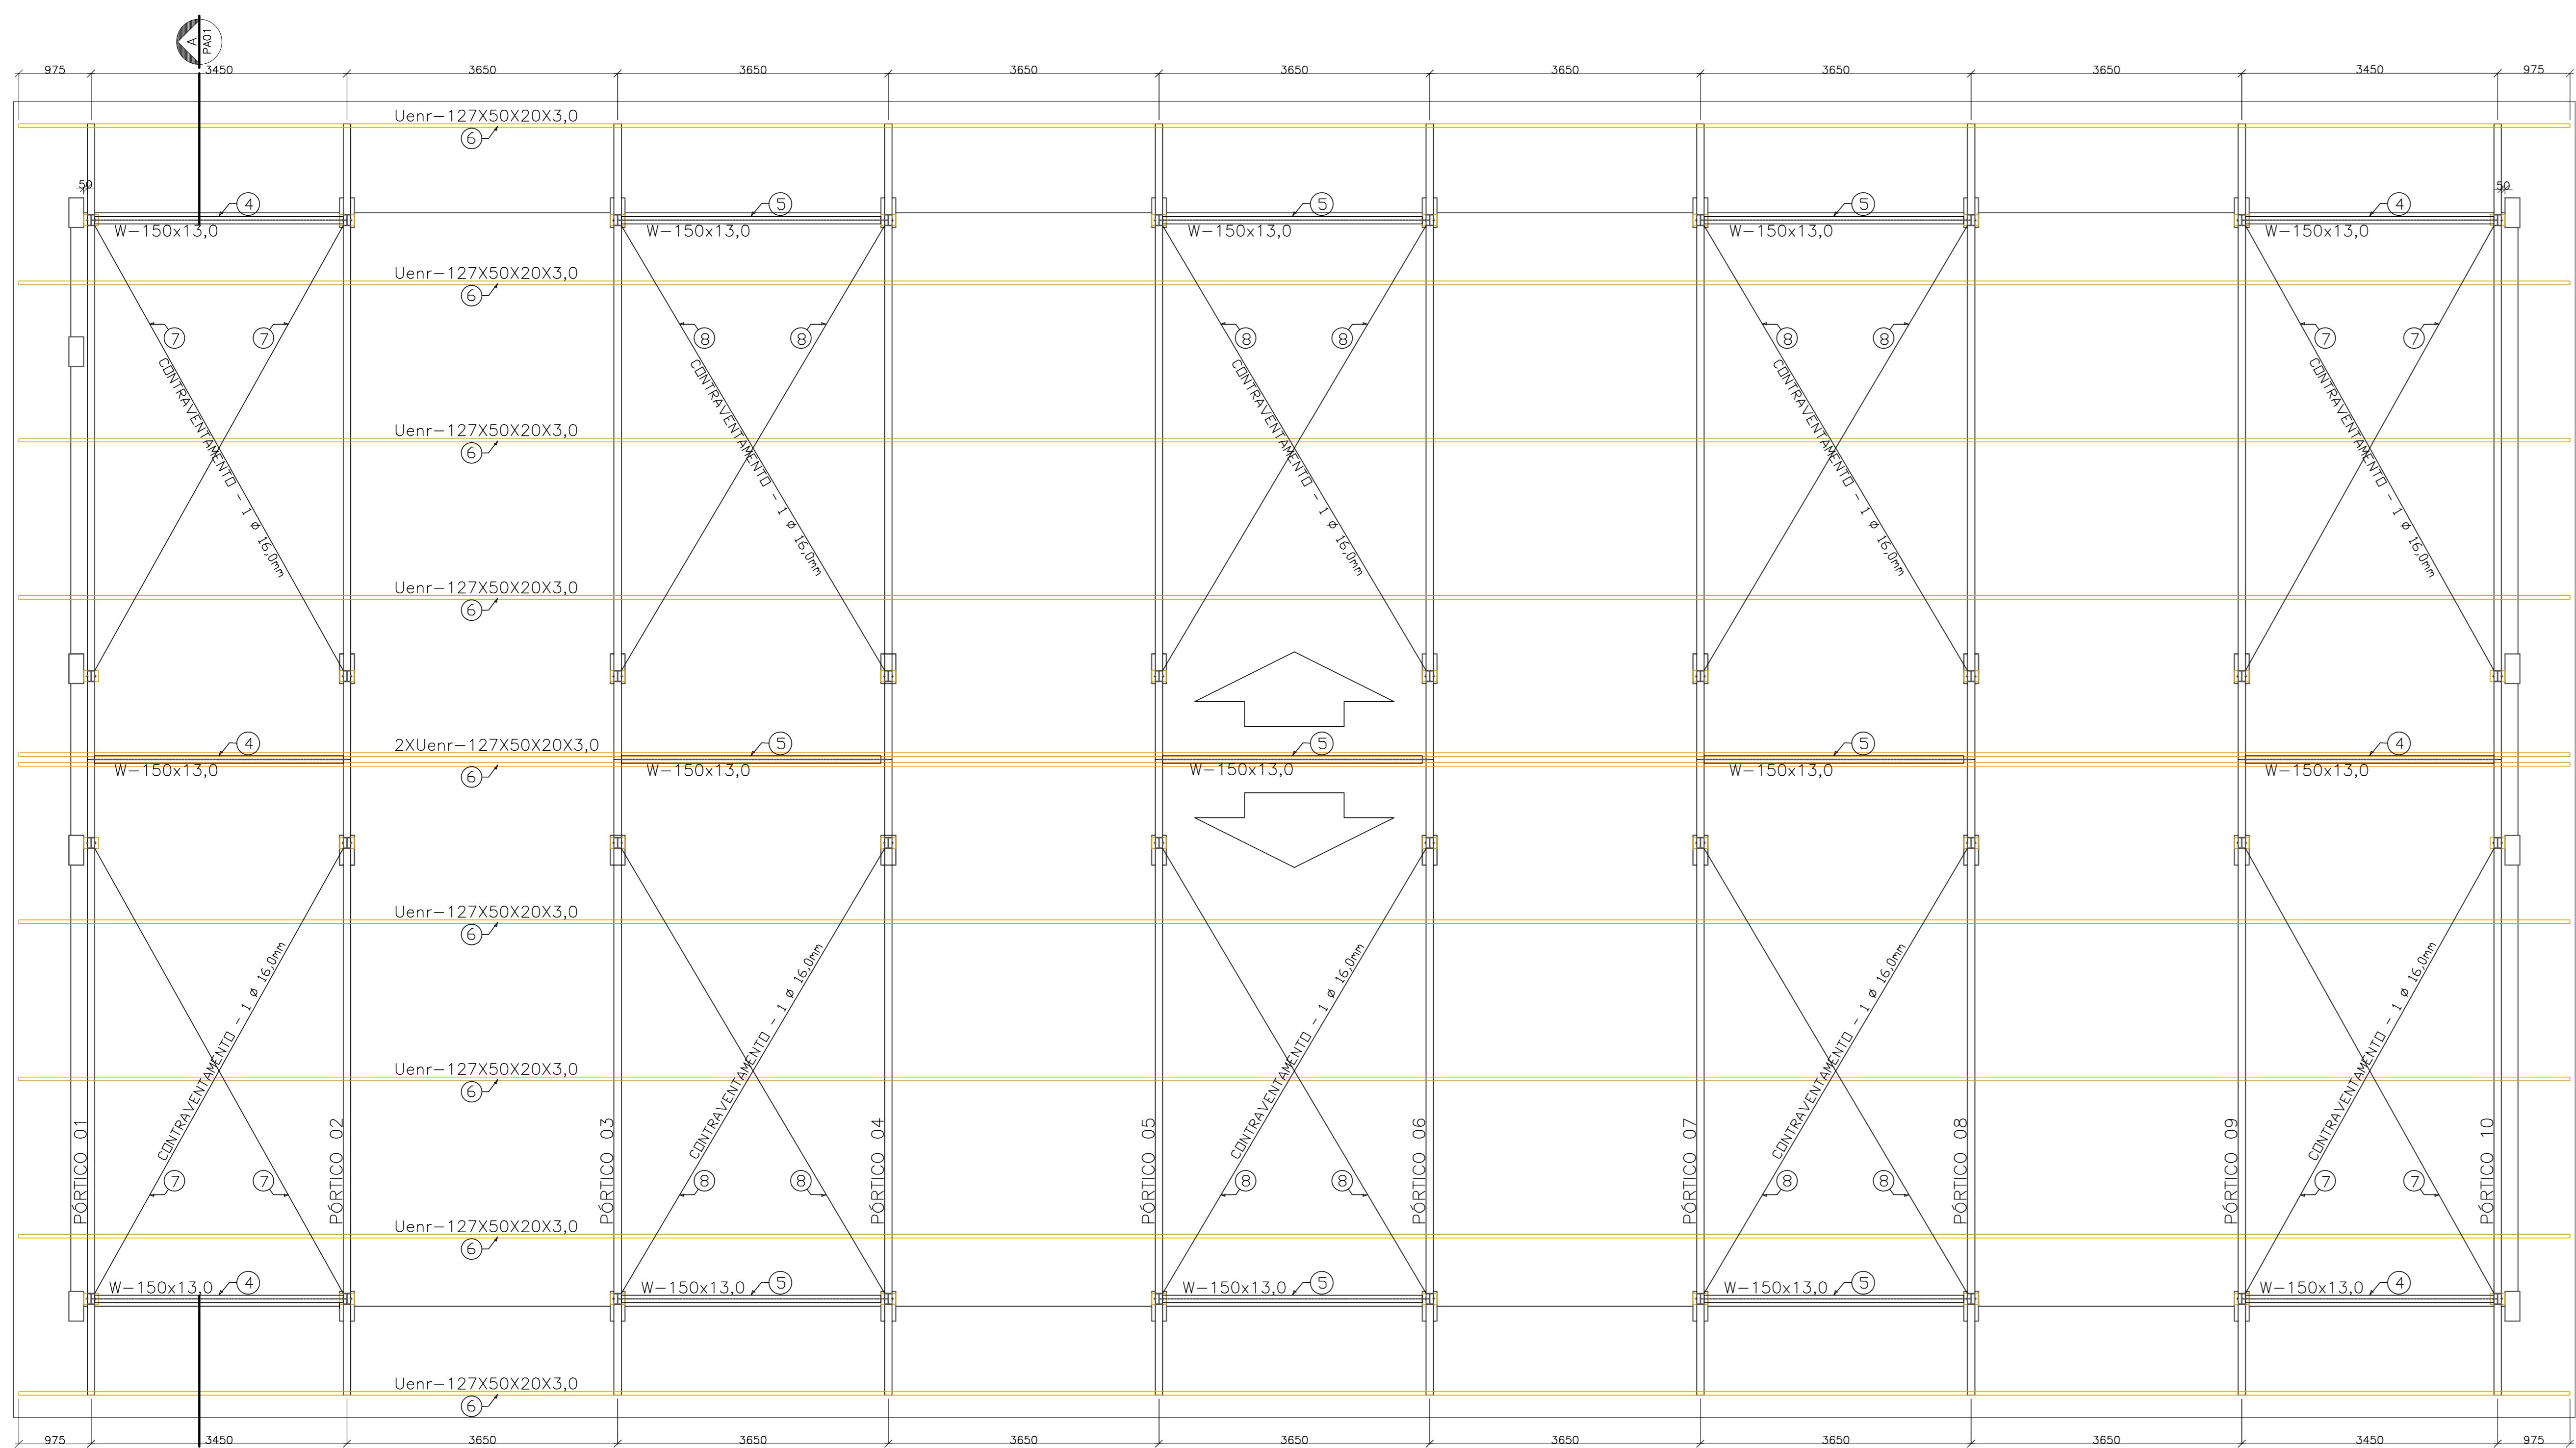 A
PA01
975 3450 3650 3650 3650 3650 3650 3650 3650 3450 975
Uenr-127X50X20X3,0
6
50 50
4 5 5 5 4
W-150x13,0 W-150x13,0 W-150x13,0 W-150x13,0 W-150x13,0
Uenr-127X50X20X3,0
6
7 7 8 8 8 8 8 8 7 7
CONTRAVENTAMENTO - 1 ø 16,0mm
CONTRAVENTAMENTO - 1 ø 16,0mm
CONTRAVENTAMENTO - 1 ø 16,0mm
CONTRAVENTAMENTO - 1 ø 16,0mm
CONTRAVENTAMENTO - 1 ø 16,0mm
Uenr-127X50X20X3,0
6
Uenr-127X50X20X3,0
6
4 2XUenr-127X50X20X3,0 5 5 5 4
W-150x13,0 W-150x13,0 W-150x13,0 W-150x13,0 W-150x13,0
6
Uenr-127X50X20X3,0
6
CONTRAVENTAMENTO - 1 ø 16,0mm
CONTRAVENTAMENTO - 1 ø 16,0mm
CONTRAVENTAMENTO - 1 ø 16,0mm
CONTRAVENTAMENTO - 1 ø 16,0mm
CONTRAVENTAMENTO - 1 ø 16,0mm
Uenr-127X50X20X3,0
6
PÓRTICO 01
PÓRTICO 02
PÓRTICO 03
PÓRTICO 04
PÓRTICO 05
PÓRTICO 06
PÓRTICO 07
PÓRTICO 08
PÓRTICO 09
PÓRTICO 10
7 7 8 8 8 8 8 8 7 7
Uenr-127X50X20X3,0
6
4 5 5 5 4
W-150x13,0 W-150x13,0 W-150x13,0 W-150x13,0 W-150x13,0
Uenr-127X50X20X3,0
6
975 3450 3650 3650 3650 3650 3650 3650 3650 3450 975